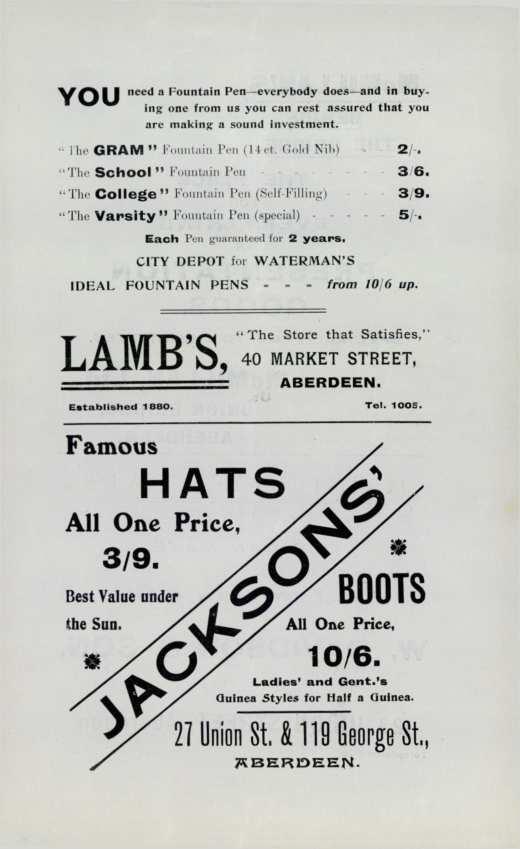 YOU need a Fountain Pen—everybody does—and in buy-
ing one from us you can rest assured that you
are making a sound investment.
"The GRAM" Fountain Pen (14 ct. Gold Nib) - 2/-.
"The School" Fountain Pen - - - - - 3/6.
"The College" Fountain Pen (Self-Filling) - - - 3/9.
"The Varsity" Fountain Pen (special) - - - - - 5/-.
Each Pen guaranteed for 2 years.
CITY DEPOT for WATERMAN'S
IDEAL FOUNTAIN PENS - - - from 10/6 up.
LAMB'S,
"The Store that Satisfies,"
40 MARKET STREET,
ABERDEEN.
Established 1880.
Tel. 1005.
Famous
HATS
All One Price,
3/9.
Best Value under
the Sun.
JACKSONS'
BOOTS
All One Price,
10/6.
Ladies' and Gent.'s
Guinea Styles for Half a Guinea.
27 Union St. & 119 George St.,
ABERDEEN.